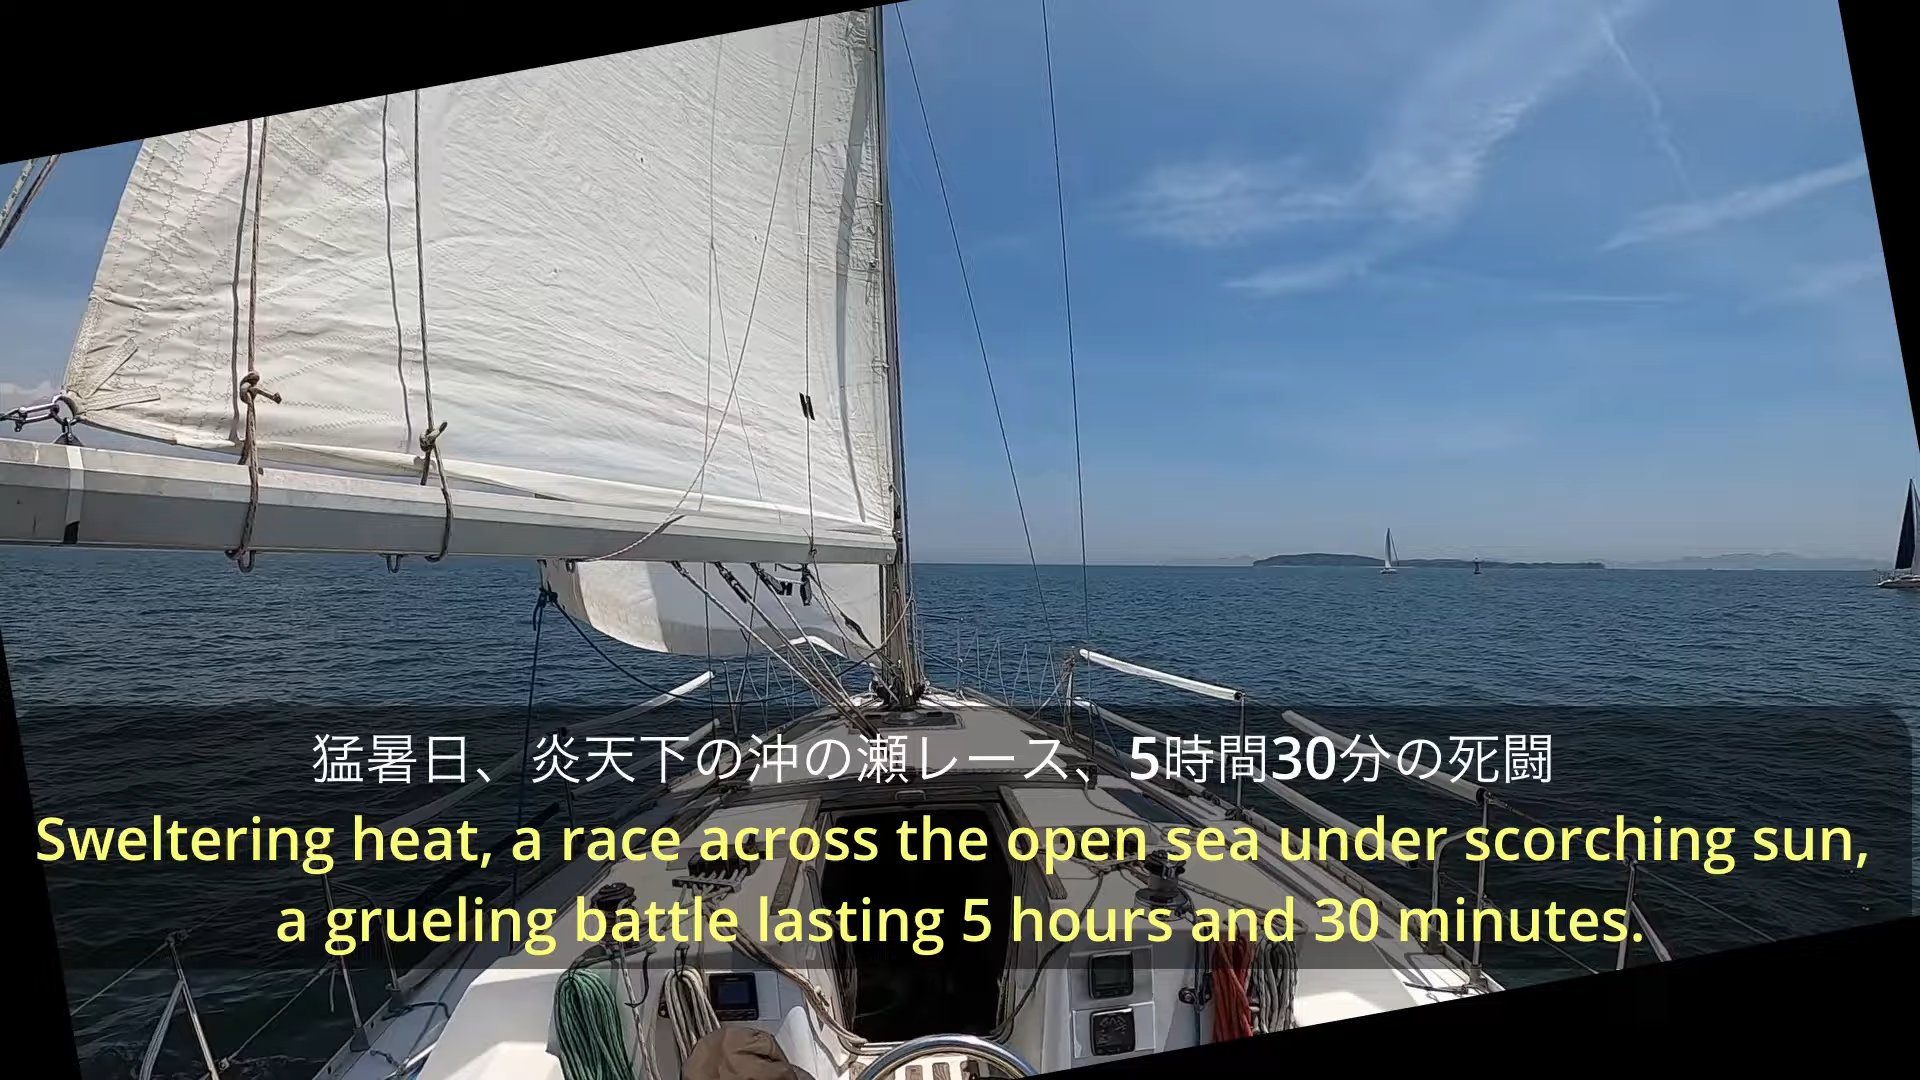 猛暑日、炎天下の沖の瀬レース、5時間30分の死闘
Sweltering heat, a race across the open sea under scorching sun,
a grueling battle lasting 5 hours and 30 minutes.